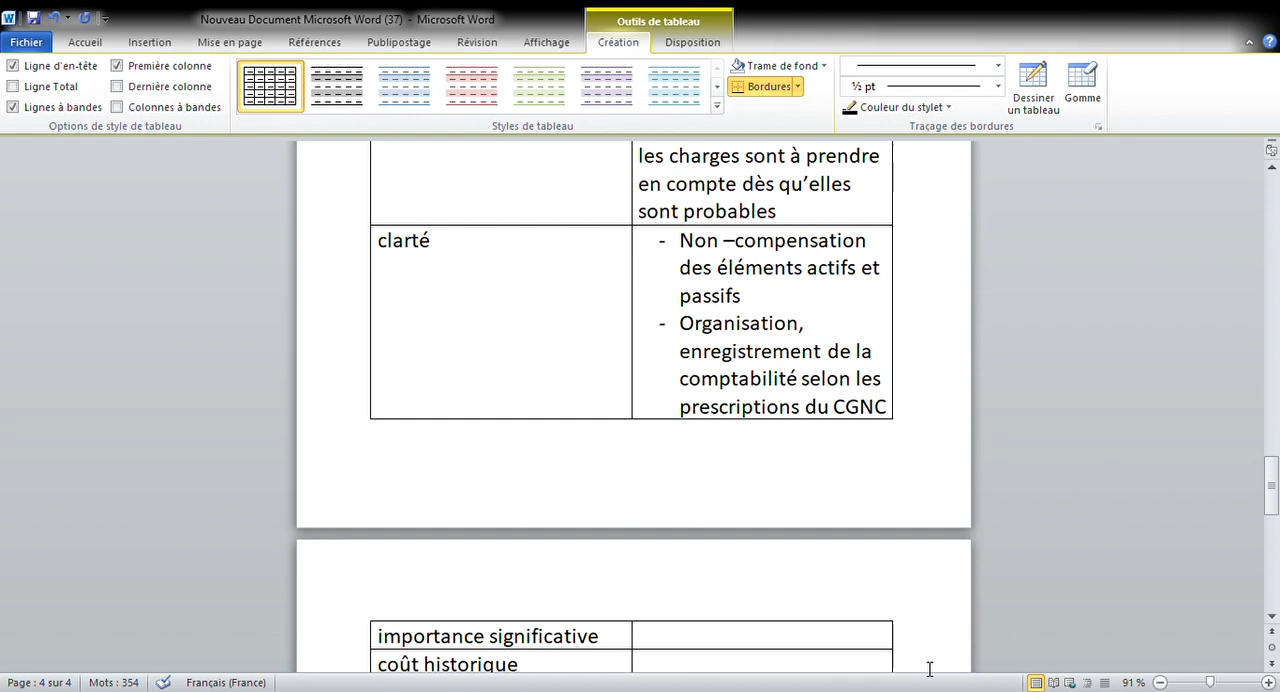 Nouveau Document Microsoft Word (37) - Microsoft Word
Outils de tableau
Fichier Accueil Insertion Mise en page Références Publipostage Révision Affichage Création Disposition
Ligne d'en-tête Première colonne
Ligne Total Dernière colonne
Lignes à bandes Colonnes à bandes
Options de style de tableau
Styles de tableau
Trame de fond
Bordures
½ pt
Couleur du stylet
Dessiner un tableau
Gomme
Traçage des bordures
les charges sont à prendre
en compte dès qu’elles
sont probables
clarté
- Non –compensation
des éléments actifs et
passifs
- Organisation,
enregistrement de la
comptabilité selon les
prescriptions du CGNC
importance significative
coût historique
Page : 4 sur 4 Mots : 354 Français (France) 91 %